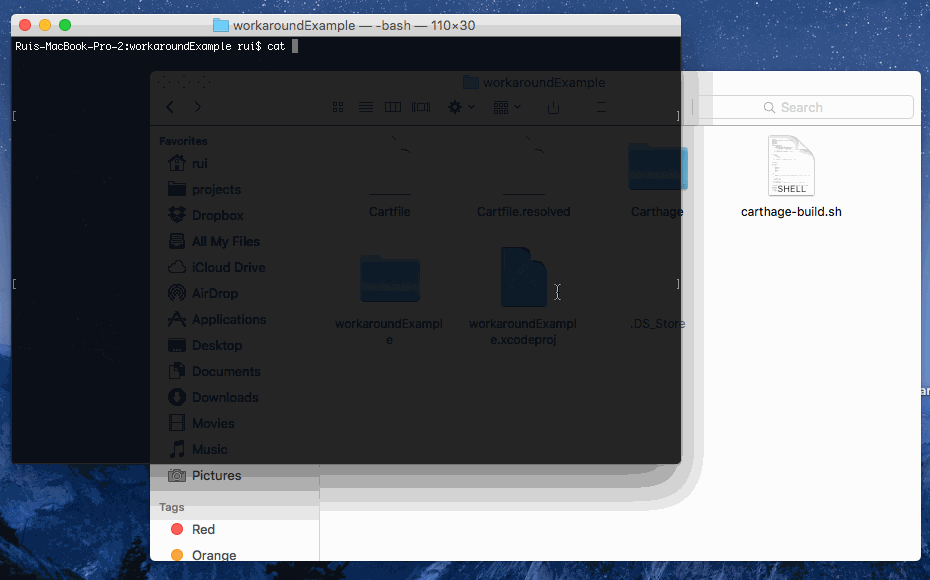 workaroundExample — -bash — 110×30
Ruis-MacBook-Pro-2:workaroundExample rui$ cat
workaroundExample
Search
Favorites
rui
projects
Dropbox
All My Files
iCloud Drive
AirDrop
Applications
Desktop
Documents
Downloads
Movies
Music
Pictures
Tags
Red
Orange
Cartfile
Cartfile.resolved
Carthage
SHELL
carthage-build.sh
workaroundExampl
e
workaroundExampl
e.xcodeproj
.DS_Store